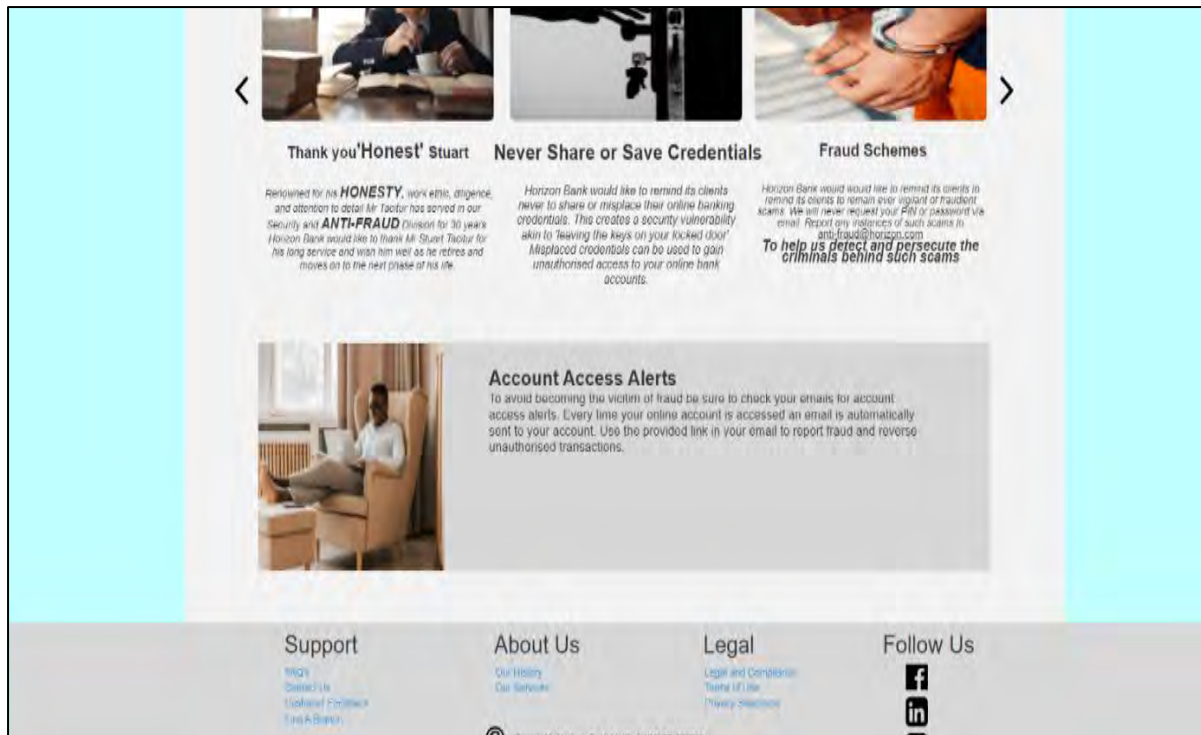 Thank you'Honest' Stuart
Renowned for his HONESTY, work ethic, diligence,
and attention to detail Mr Tacitur has served in our
Security and ANTI-FRAUD Division for 30 years
Horizon Bank would like to thank Mr Stuart Tacitur for
his long service and wish him well as he retires and
moves on to the next phase of his life.
Never Share or Save Credentials
Horizon Bank would like to remind its clients
never to share or misplace their online banking
credentials. This creates a security vulnerability
akin to 'leaving the keys on your locked door'
Misplaced credentials can be used to gain
unauthorised access to your online bank
accounts.
Fraud Schemes
Horizon Bank would would like to remind its clients to
remind its clients to remain ever vigilant of fraudlent
scams. We will never request your PIN or password via
email. Report any instances of such scams to
anti-fraud@horizon.com
To help us detect and persecute the
criminals behind such scams
Account Access Alerts
To avoid becoming the victim of fraud be sure to check your emails for account
access alerts. Every time your online account is accessed an email is automatically
sent to your account. Use the provided link in your email to report fraud and reverse
unauthorised transactions.
Support
FAQ's
Contact Us
Customer Feedback
Find A Branch
About Us
Our History
Our Services
Legal
Legal and Compliance
Terms of Use
Privacy
Follow Us